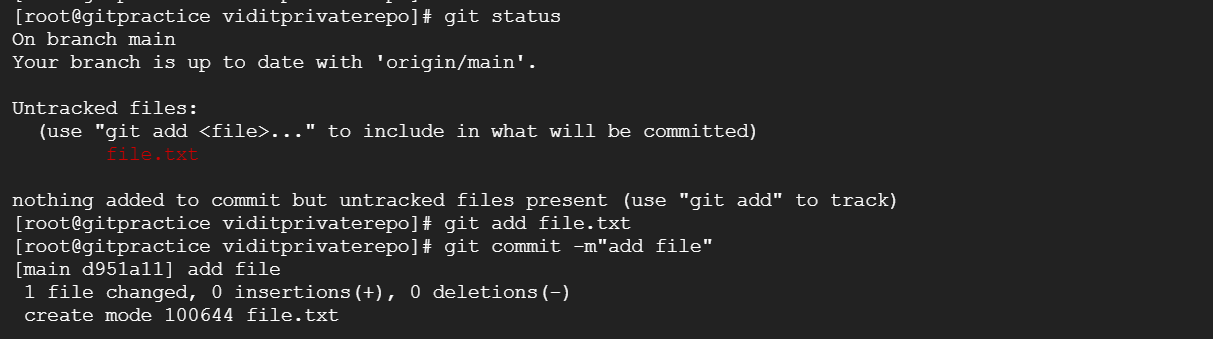 [root@gitpractice viditprivaterepo]# git status
On branch main
Your branch is up to date with 'origin/main'.
Untracked files:
(use "git add <file>..." to include in what will be committed)
file.txt
nothing added to commit but untracked files present (use "git add" to track)
[root@gitpractice viditprivaterepo]# git add file.txt
[root@gitpractice viditprivaterepo]# git commit -m"add file"
[main d951a11] add file
1 file changed, 0 insertions(+), 0 deletions(-)
create mode 100644 file.txt